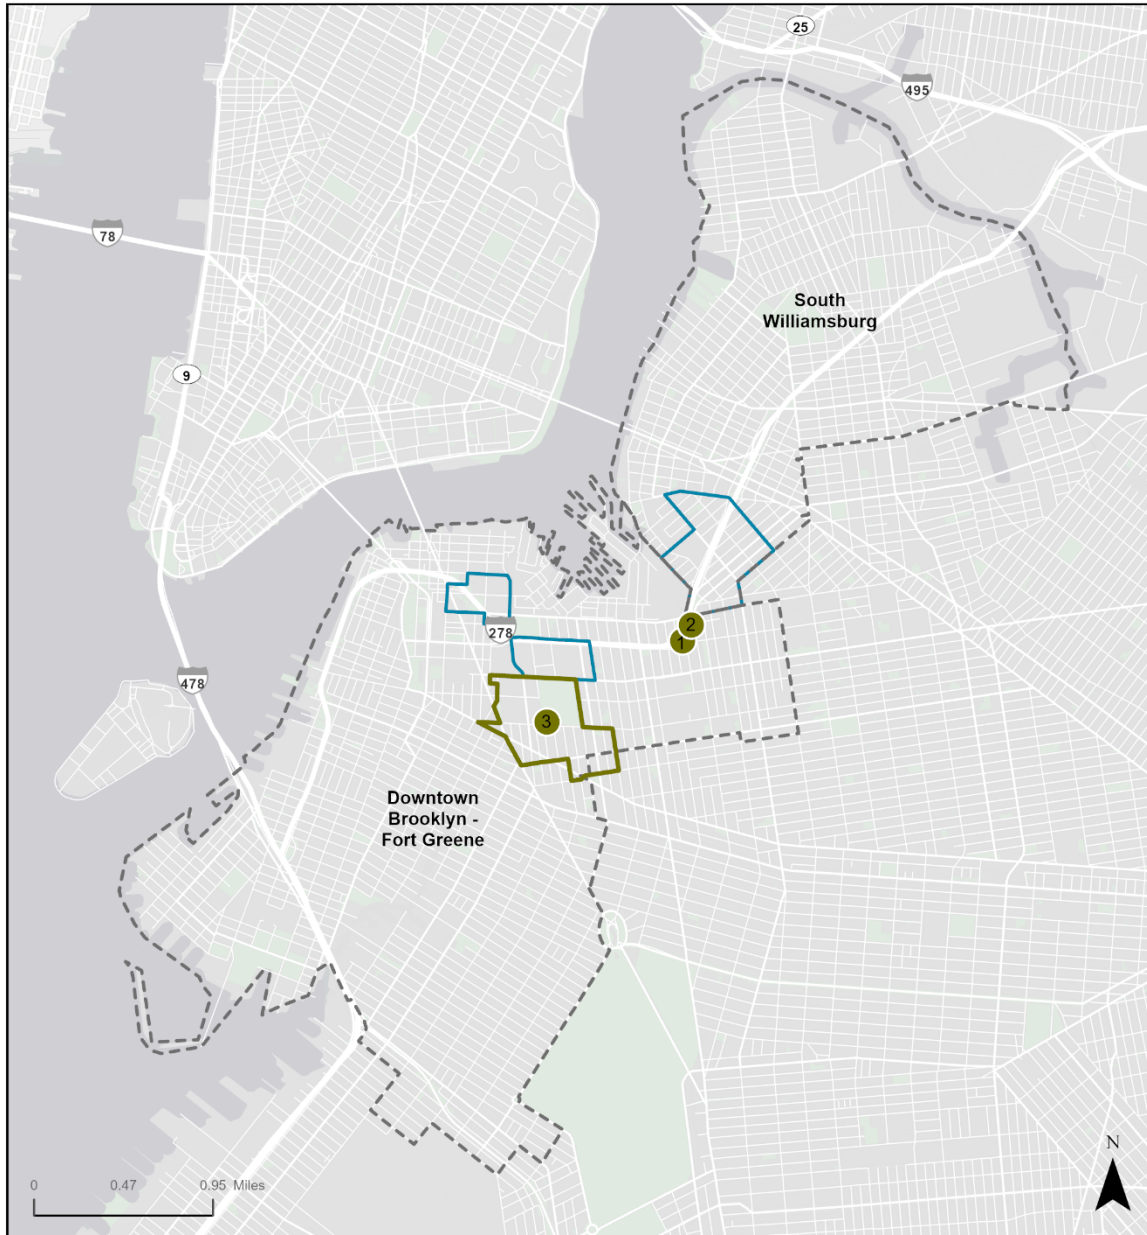 25
495
78
South
Williamsburg
9
278
2
1
478
3
Downtown
Brooklyn -
Fort Greene
N
0 0.47 0.95 Miles